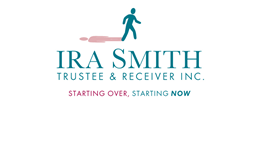 IRA SMITH
TRUSTEE & RECEIVER INC.
STARTING OVER, STARTING NOW